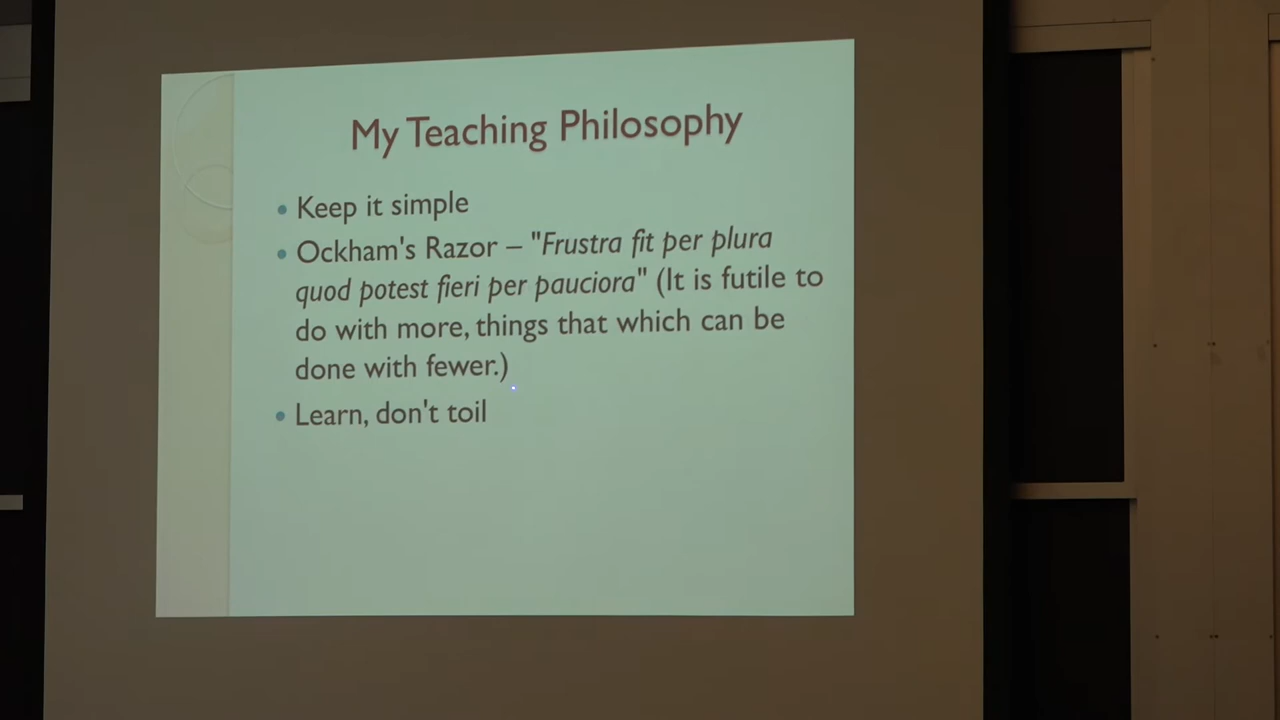 My Teaching Philosophy
• Keep it simple
• Ockham's Razor – "Frustra fit per plura
quod potest fieri per pauciora" (It is futile to
do with more, things that which can be
done with fewer.)
• Learn, don't toil